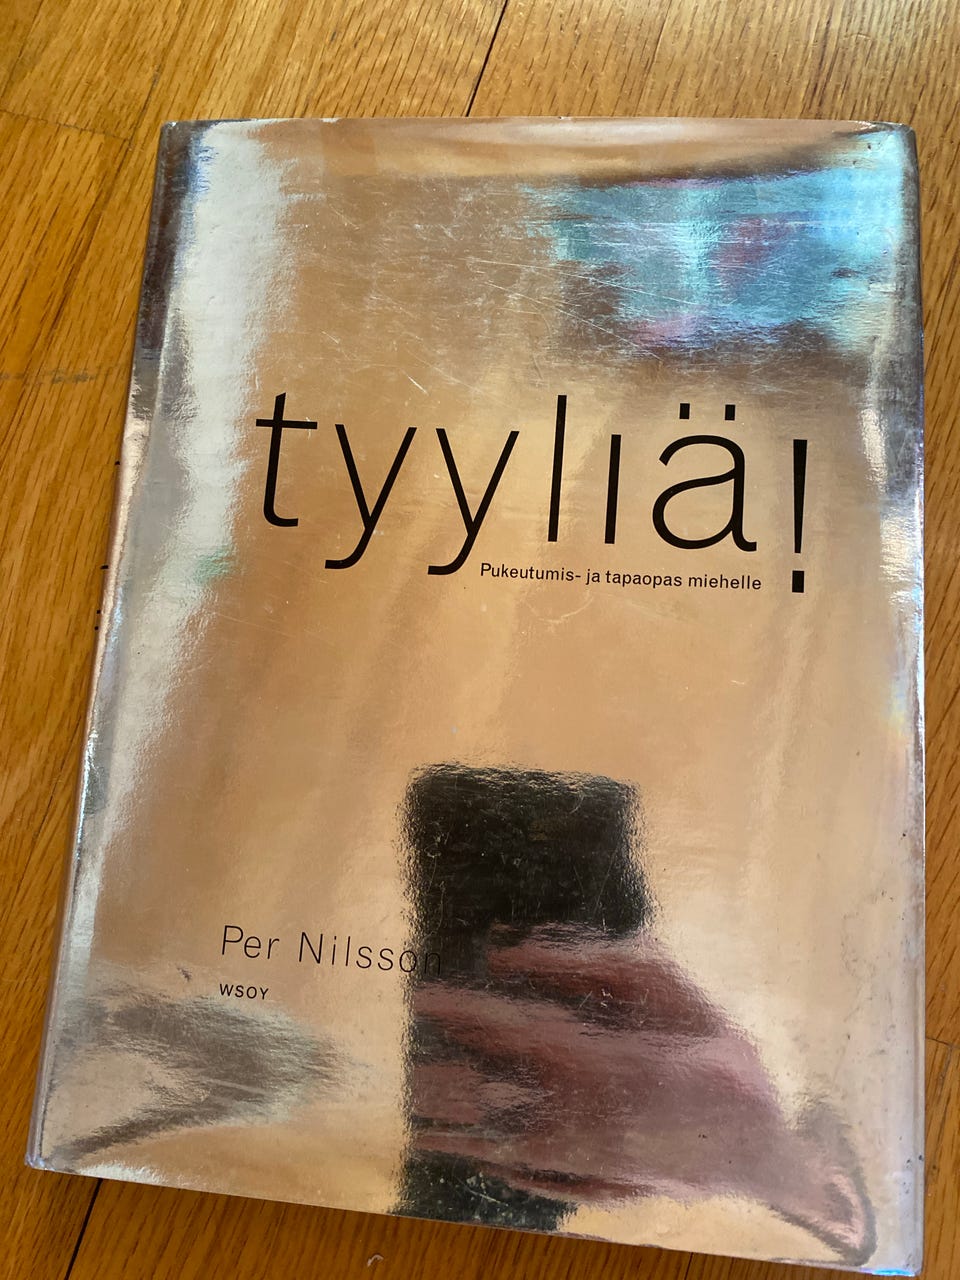 tyyliä!
Pukeutumis- ja tapaopas miehelle
Per Nilsson
WSOY